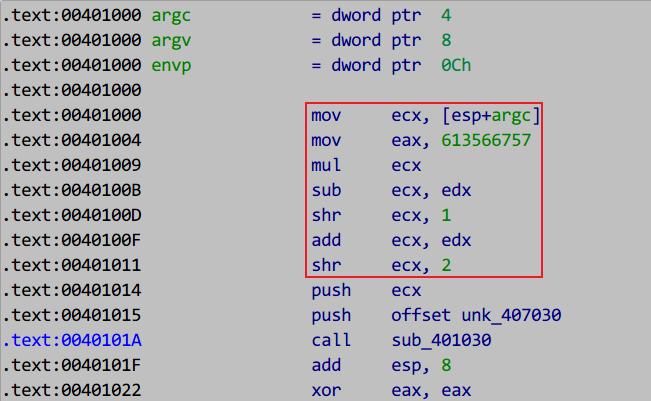 .text:00401000 argc = dword ptr 4
.text:00401000 argv = dword ptr 8
.text:00401000 envp = dword ptr 0Ch
.text:00401000
.text:00401000 mov ecx, [esp+argc]
.text:00401004 mov eax, 613566757
.text:00401009 mul ecx
.text:0040100B sub ecx, edx
.text:0040100D shr ecx, 1
.text:0040100F add ecx, edx
.text:00401011 shr ecx, 2
.text:00401014 push ecx
.text:00401015 push offset unk_407030
.text:0040101A call sub_401030
.text:0040101F add esp, 8
.text:00401022 xor eax, eax